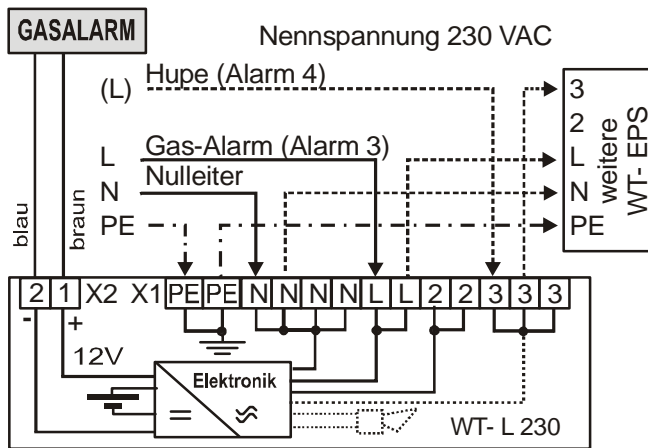 GASALARM
Nennspannung 230 VAC
(L) Hupe (Alarm 4)
L Gas-Alarm (Alarm 3)
N Nulleiter
PE
blau
braun
3
2
L
N
PE
weitere
WT- EPS
2 1 X2 X1 PE PE N N N N L L 2 2 3 3 3
- +
12V
Elektronik
= ≋
WT- L 230